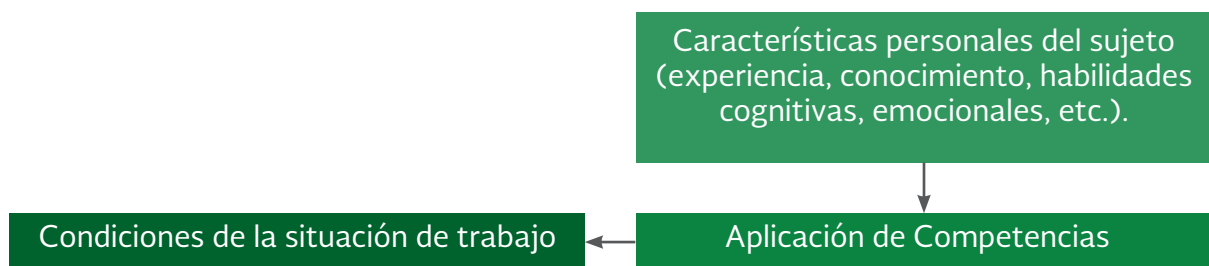 Características personales del sujeto
(experiencia, conocimiento, habilidades
cognitivas, emocionales, etc.).
Condiciones de la situación de trabajo
Aplicación de Competencias